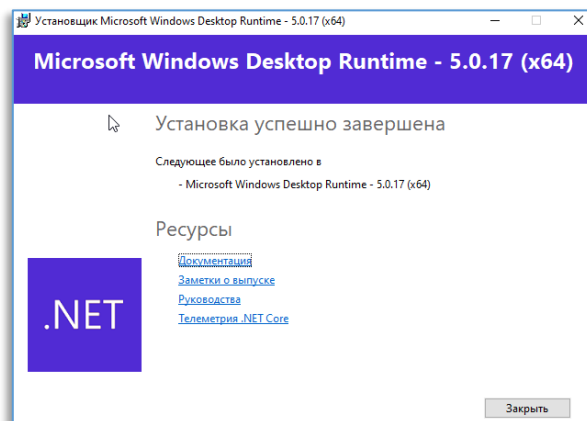 Установщик Microsoft Windows Desktop Runtime - 5.0.17 (x64)
Microsoft Windows Desktop Runtime - 5.0.17 (x64)
Установка успешно завершена
Следующее было установлено в
- Microsoft Windows Desktop Runtime - 5.0.17 (x64)
Ресурсы
Документация
Заметки о выпуске
Руководства
Телеметрия .NET Core
.NET
Закрыть